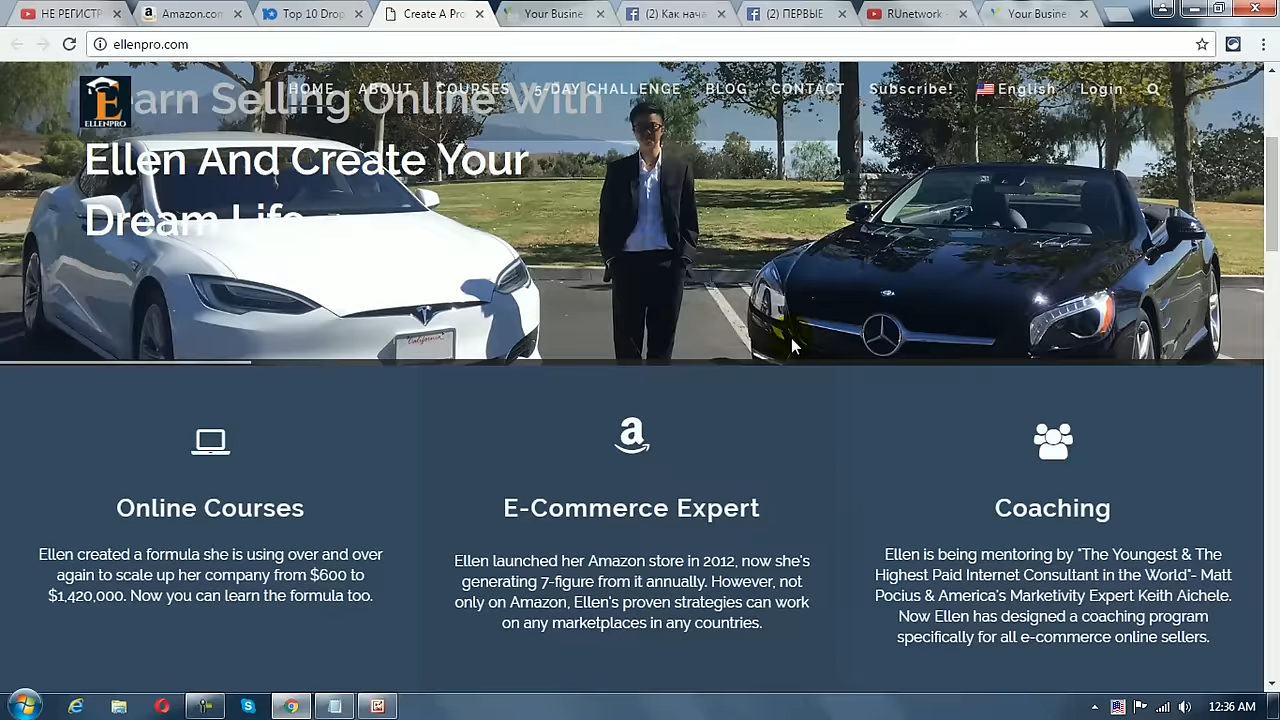 НЕ РЕГИСТР
Amazon.con
Top 10 Drop
Create A Pro
Your Busine
(2) Как нача
(2) ПЕРВЫЕ
RUnetwork
Your Busine
ellenpro.com
HOME ABOUT COURSES 5-DAY CHALLENGE BLOG CONTACT Subscribe! English Login
E
ELLENPRO
earn Selling Online With
Ellen And Create Your
Dream Life
California
Online Courses
Ellen created a formula she is using over and over
again to scale up her company from $600 to
$1,420,000. Now you can learn the formula too.
E-Commerce Expert
Ellen launched her Amazon store in 2012, now she's
generating 7-figure from it annually. However, not
only on Amazon, Ellen's proven strategies can work
on any marketplaces in any countries.
Coaching
Ellen is being mentoring by "The Youngest & The
Highest Paid Internet Consultant in the World"- Matt
Pocius & America's Marketivity Expert Keith Aichele.
Now Ellen has designed a coaching program
specifically for all e-commerce online sellers.
12:36 AM